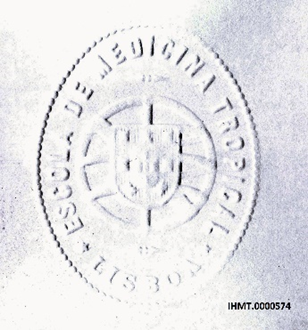 ESCOLA DE MEDICINA TROPICAL
LISBOA
IHMT.0000574